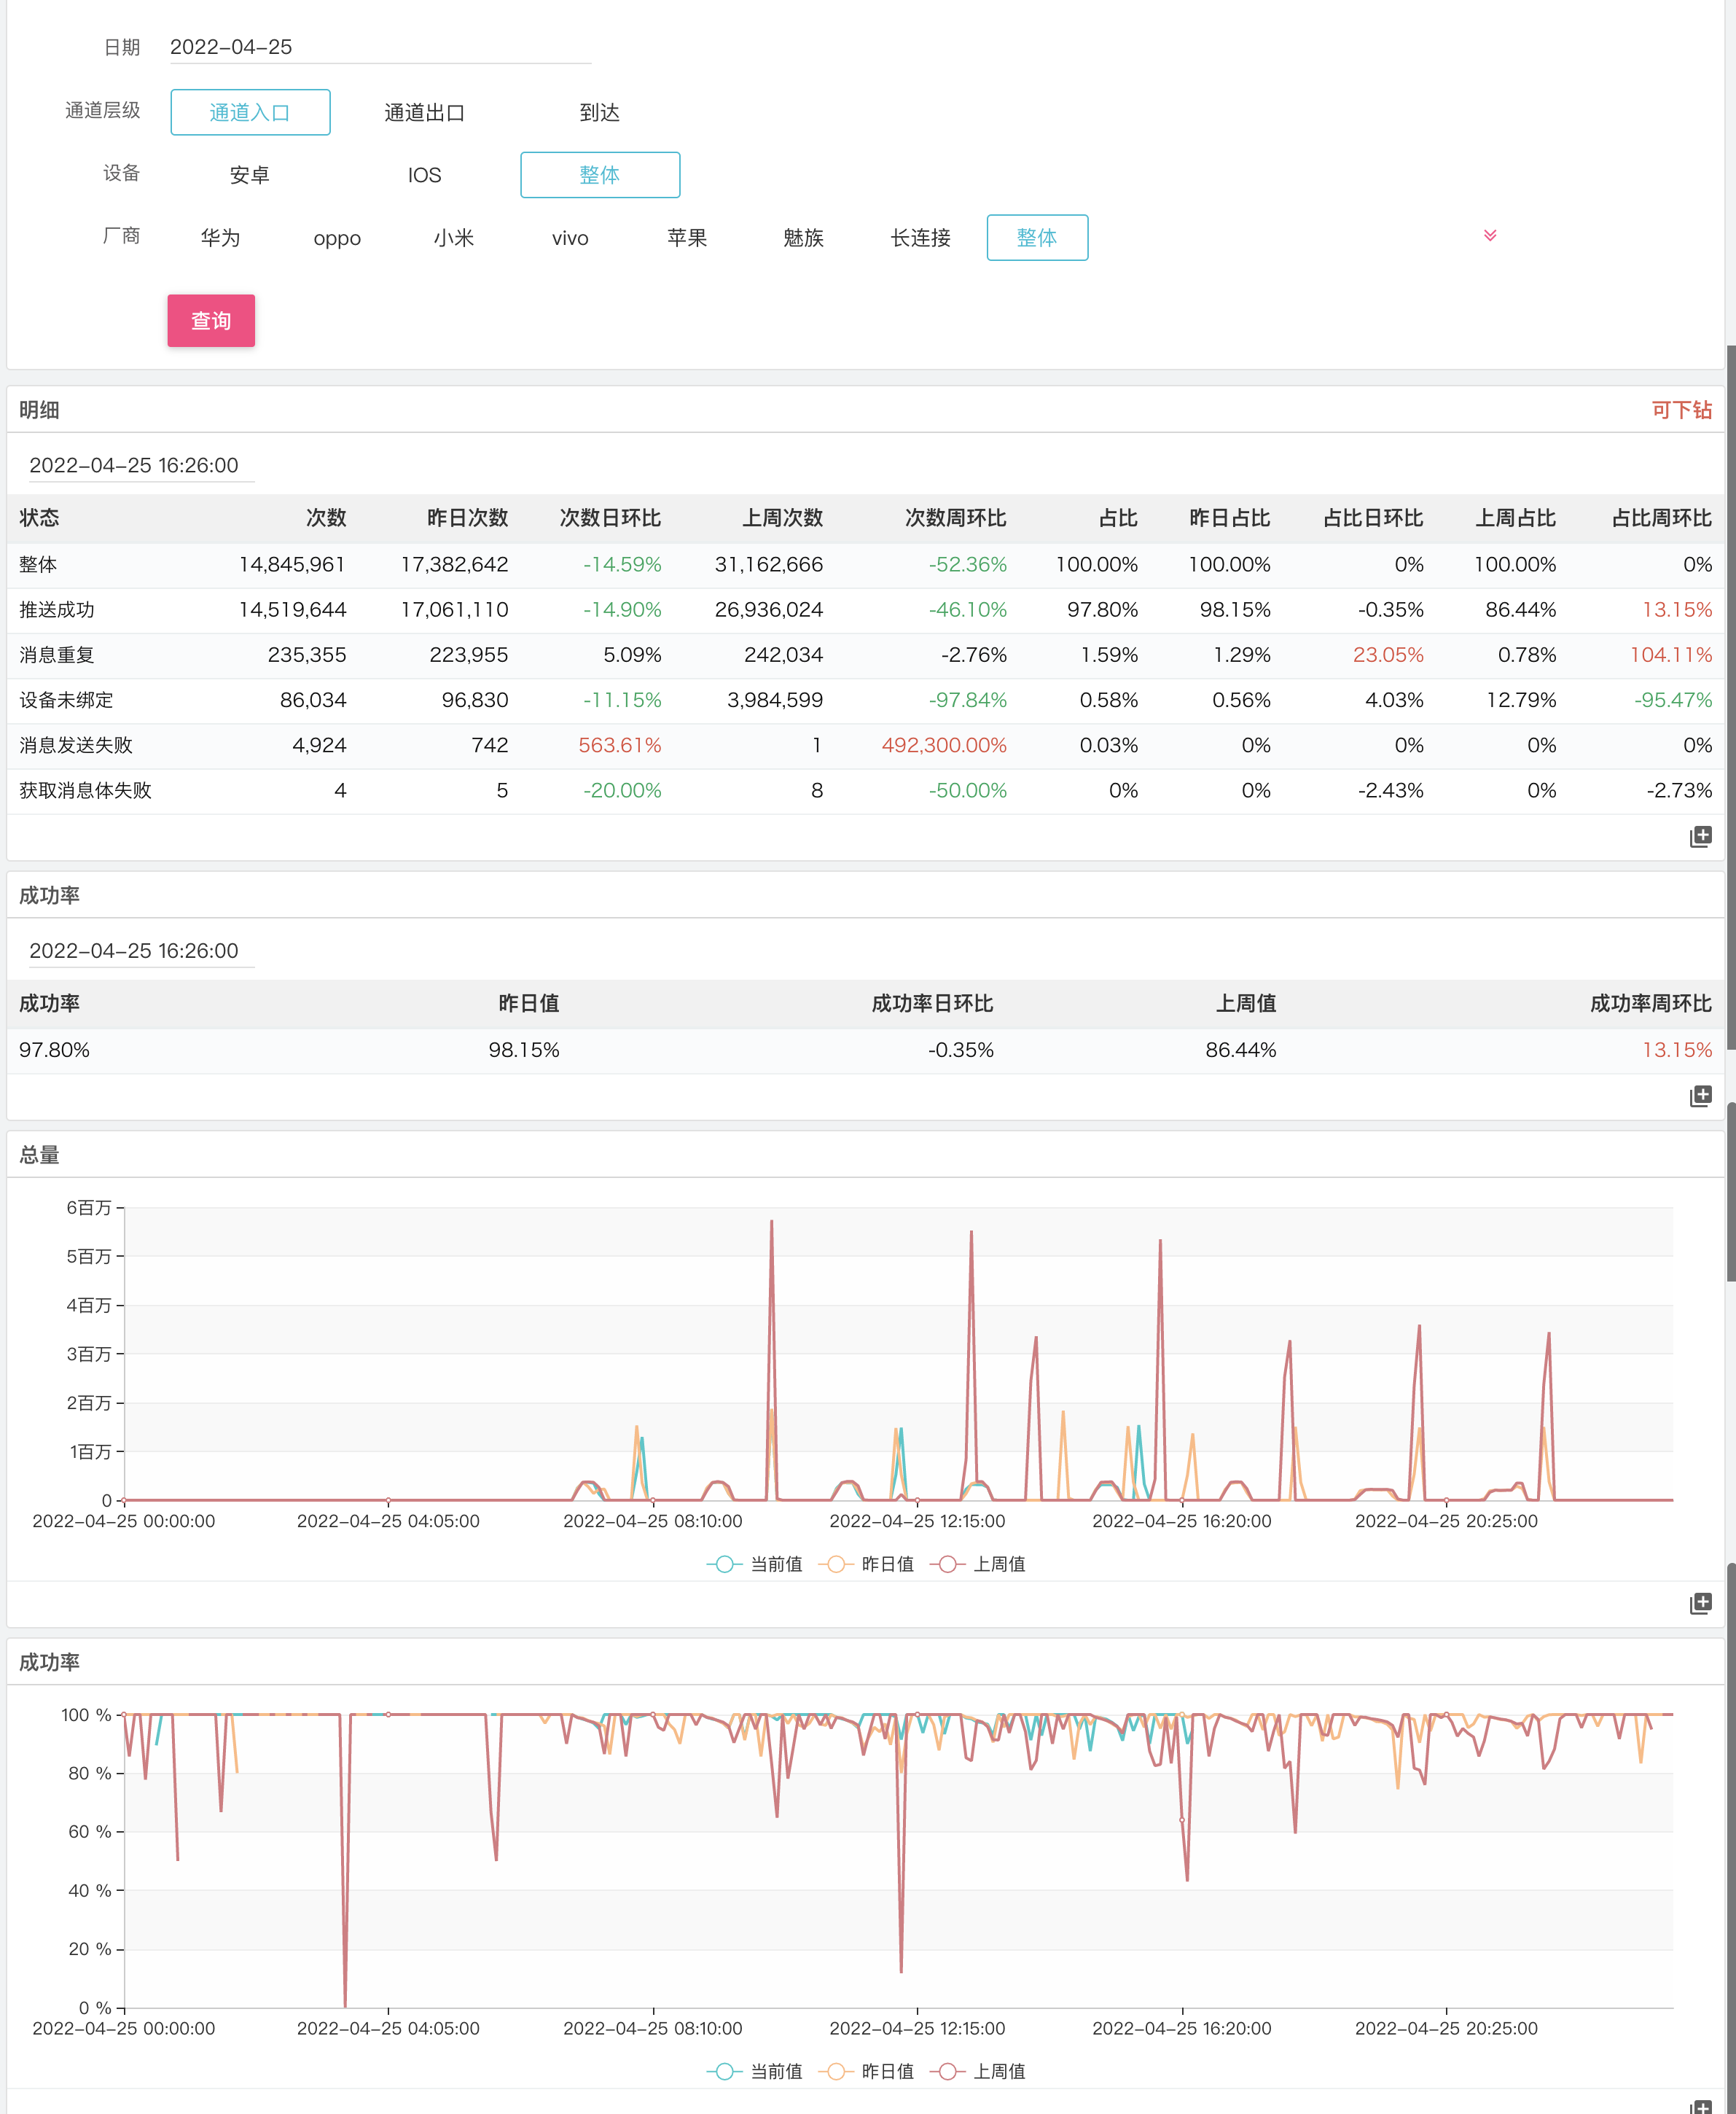 日期 2022-04-25
通道层级 通道入口 通道出口 到达
设备 安卓 IOS 整体
厂商 华为 oppo 小米 vivo 苹果 魅族 长连接 整体
查询
明细 可下钻
2022-04-25 16:26:00
状态 次数 昨日次数 次数日环比 上周次数 次数周环比 占比 昨日占比 占比日环比 上周占比 占比周环比
整体 14,845,961 17,382,642 -14.59% 31,162,666 -52.36% 100.00% 100.00% 0% 100.00% 0%
推送成功 14,519,644 17,061,110 -14.90% 26,936,024 -46.10% 97.80% 98.15% -0.35% 86.44% 13.15%
消息重复 235,355 223,955 5.09% 242,034 -2.76% 1.59% 1.29% 23.05% 0.78% 104.11%
设备未绑定 86,034 96,830 -11.15% 3,984,599 -97.84% 0.58% 0.56% 4.03% 12.79% -95.47%
消息发送失败 4,924 742 563.61% 1 492,300.00% 0.03% 0% 0% 0% 0%
获取消息体失败 4 5 -20.00% 8 -50.00% 0% 0% -2.43% 0% -2.73%
成功率
2022-04-25 16:26:00
成功率 昨日值 成功率日环比 上周值 成功率周环比
97.80% 98.15% -0.35% 86.44% 13.15%
总量
6百万
5百万
4百万
3百万
2百万
1百万
0
2022-04-25 00:00:00 2022-04-25 04:05:00 2022-04-25 08:10:00 2022-04-25 12:15:00 2022-04-25 16:20:00 2022-04-25 20:25:00
当前值 昨日值 上周值
成功率
100 %
80 %
60 %
40 %
20 %
0 %
2022-04-25 00:00:00 2022-04-25 04:05:00 2022-04-25 08:10:00 2022-04-25 12:15:00 2022-04-25 16:20:00 2022-04-25 20:25:00
当前值 昨日值 上周值